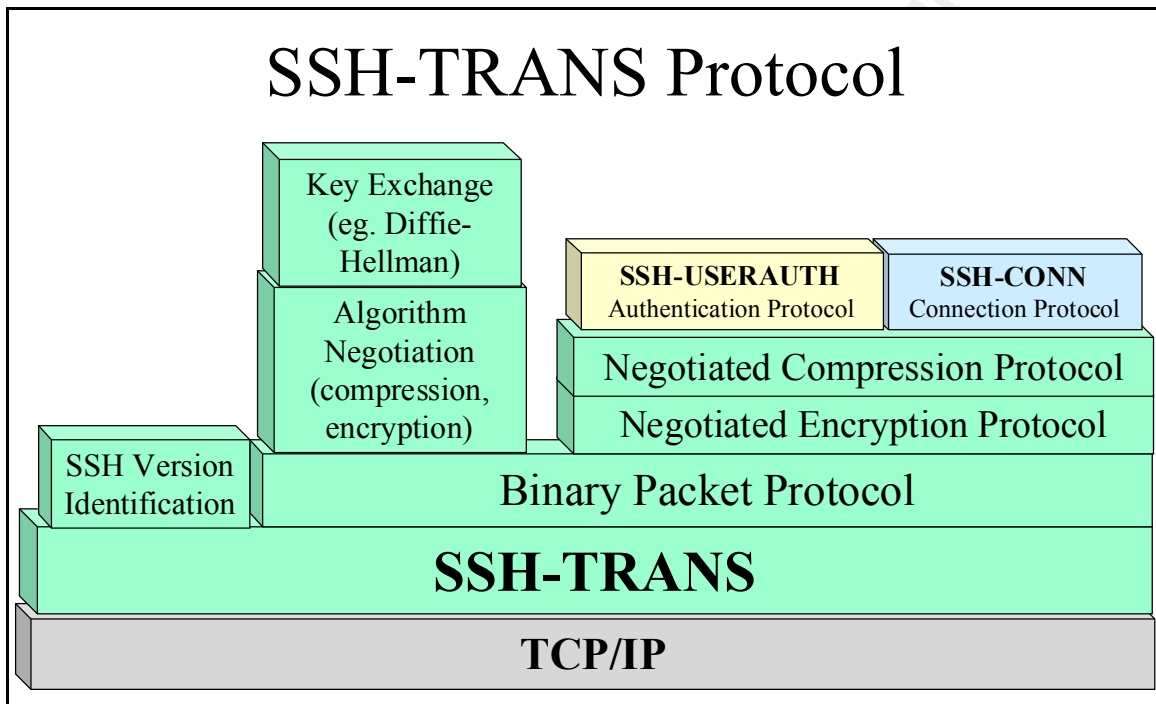 SSH-TRANS Protocol
Key Exchange
(eg. Diffie-
Hellman)
Algorithm
Negotiation
(compression,
encryption)
SSH-USERAUTH
Authentication Protocol
SSH-CONN
Connection Protocol
Negotiated Compression Protocol
Negotiated Encryption Protocol
SSH Version
Identification
Binary Packet Protocol
SSH-TRANS
TCP/IP